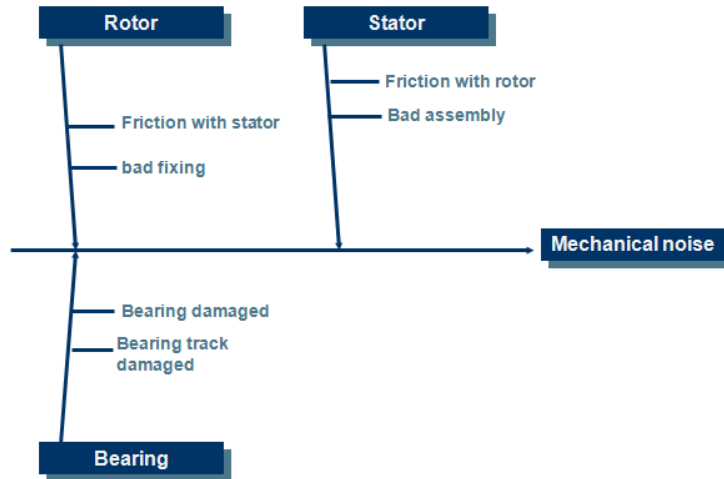 Rotor
Stator
Friction with rotor
Bad assembly
Friction with stator
bad fixing
Mechanical noise
Bearing damaged
Bearing track
damaged
Bearing